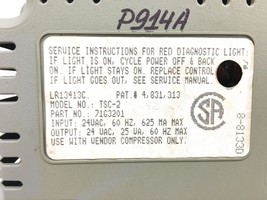 P914A
SERVICE INSTRUCTIONS FOR RED DIAGNOSTIC LIGHT:
IF LIGHT IS ON, CYCLE POWER OFF & BACK
ON. IF LIGHT STAYS ON, REPLACE CONTROL
IF LIGHT GOES OUT, SEE SERVICE MANUAL
LR13413C PAT.# 4,831,313
MODEL NO.: TSC-2
PART NO.: 71G3201
INPUT: 24VAC, 60 HZ, 625 MA MAX
OUTPUT: 24 VAC, 25 VA, 60 HZ MAX
USE WITH VENDOR COMPRESSOR ONLY.
SA
8-8133D